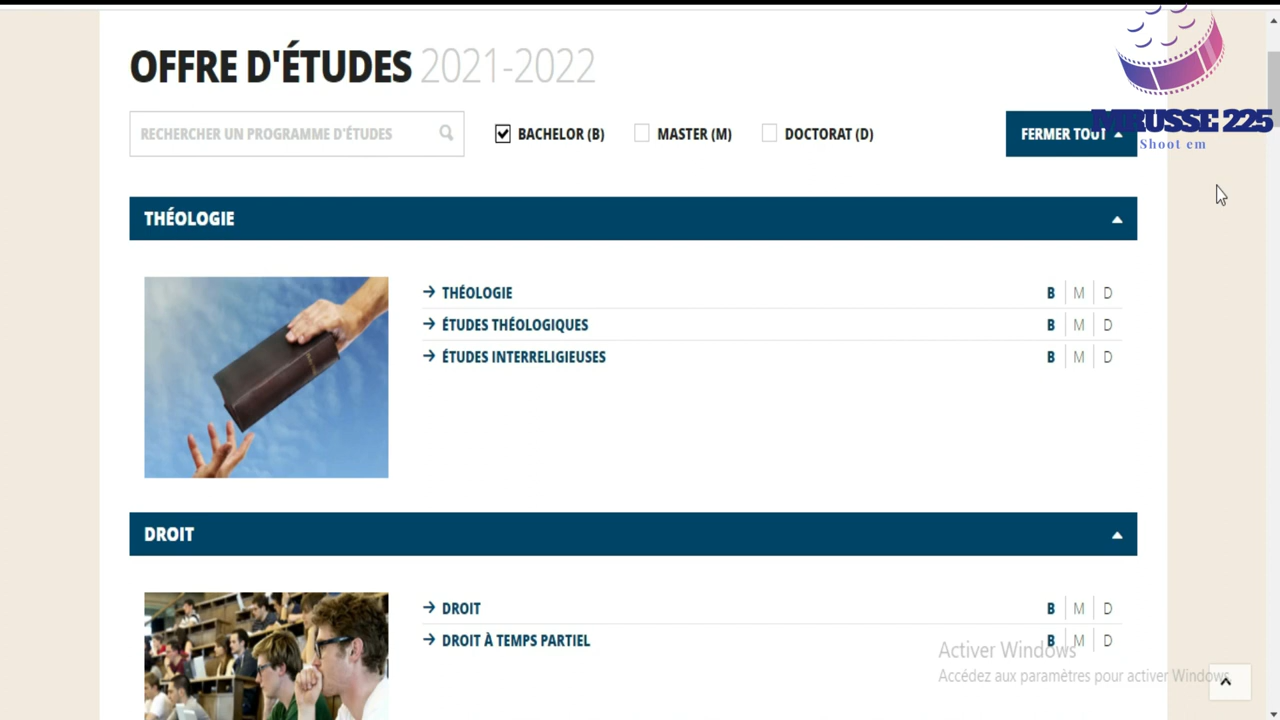 OFFRE D'ÉTUDES 2021-2022
RECHERCHER UN PROGRAMME D'ÉTUDES
BACHELOR (B)
MASTER (M)
DOCTORAT (D)
FERMER TOUT
MRUSSE 225
Shoot em
THÉOLOGIE
THÉOLOGIE B M D
ÉTUDES THÉOLOGIQUES B M D
ÉTUDES INTERRELIGIEUSES B M D
DROIT
DROIT B M D
DROIT À TEMPS PARTIEL B M D
Activer Windows
Accédez aux paramètres pour activer Windows.